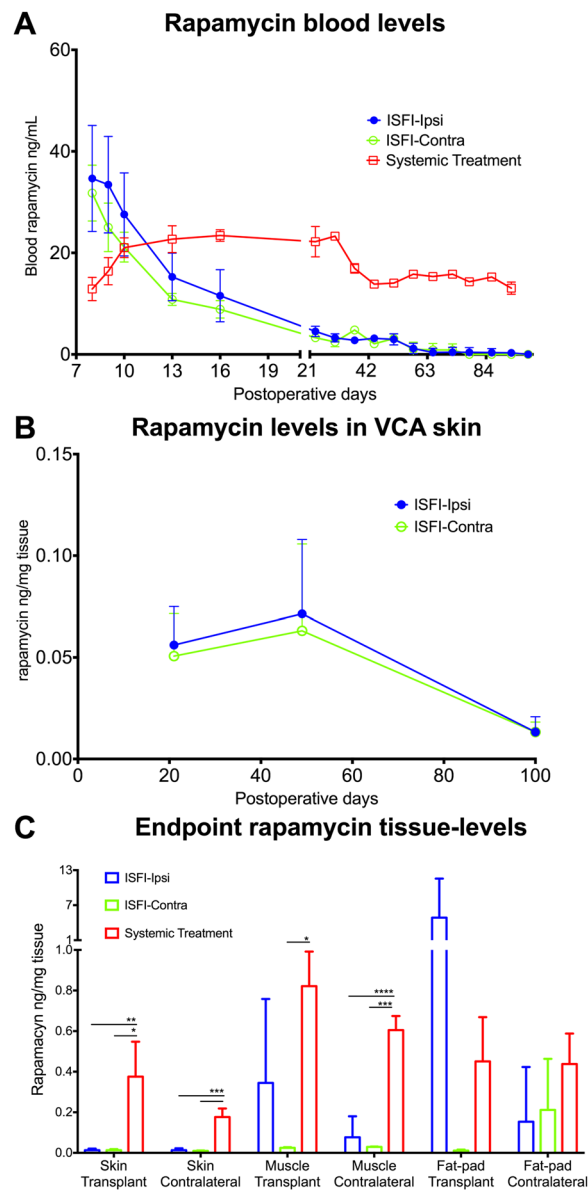 A Rapamycin blood levels
60
40
20
0
Blood rapamycin ng/mL
ISFI-Ipsi
ISFI-Contra
Systemic Treatment
7 10 13 16 19 21 42 63 84
Postoperative days
B Rapamycin levels in VCA skin
0.15
0.10
0.05
0.00
rapamycin ng/mg tissue
ISFI-Ipsi
ISFI-Contra
0 20 40 60 80 100
Postoperative days
C Endpoint rapamycin tissue-levels
13
7
1
1.0
0.8
0.6
0.4
0.2
0.0
Rapamacyn ng/mg tissue
ISFI-Ipsi
ISFI-Contra
Systemic Treatment
**
*
***
*
****
***
Skin Skin Muscle Muscle Fat-pad Fat-pad
Transplant Contralateral Transplant Contralateral Transplant Contralateral